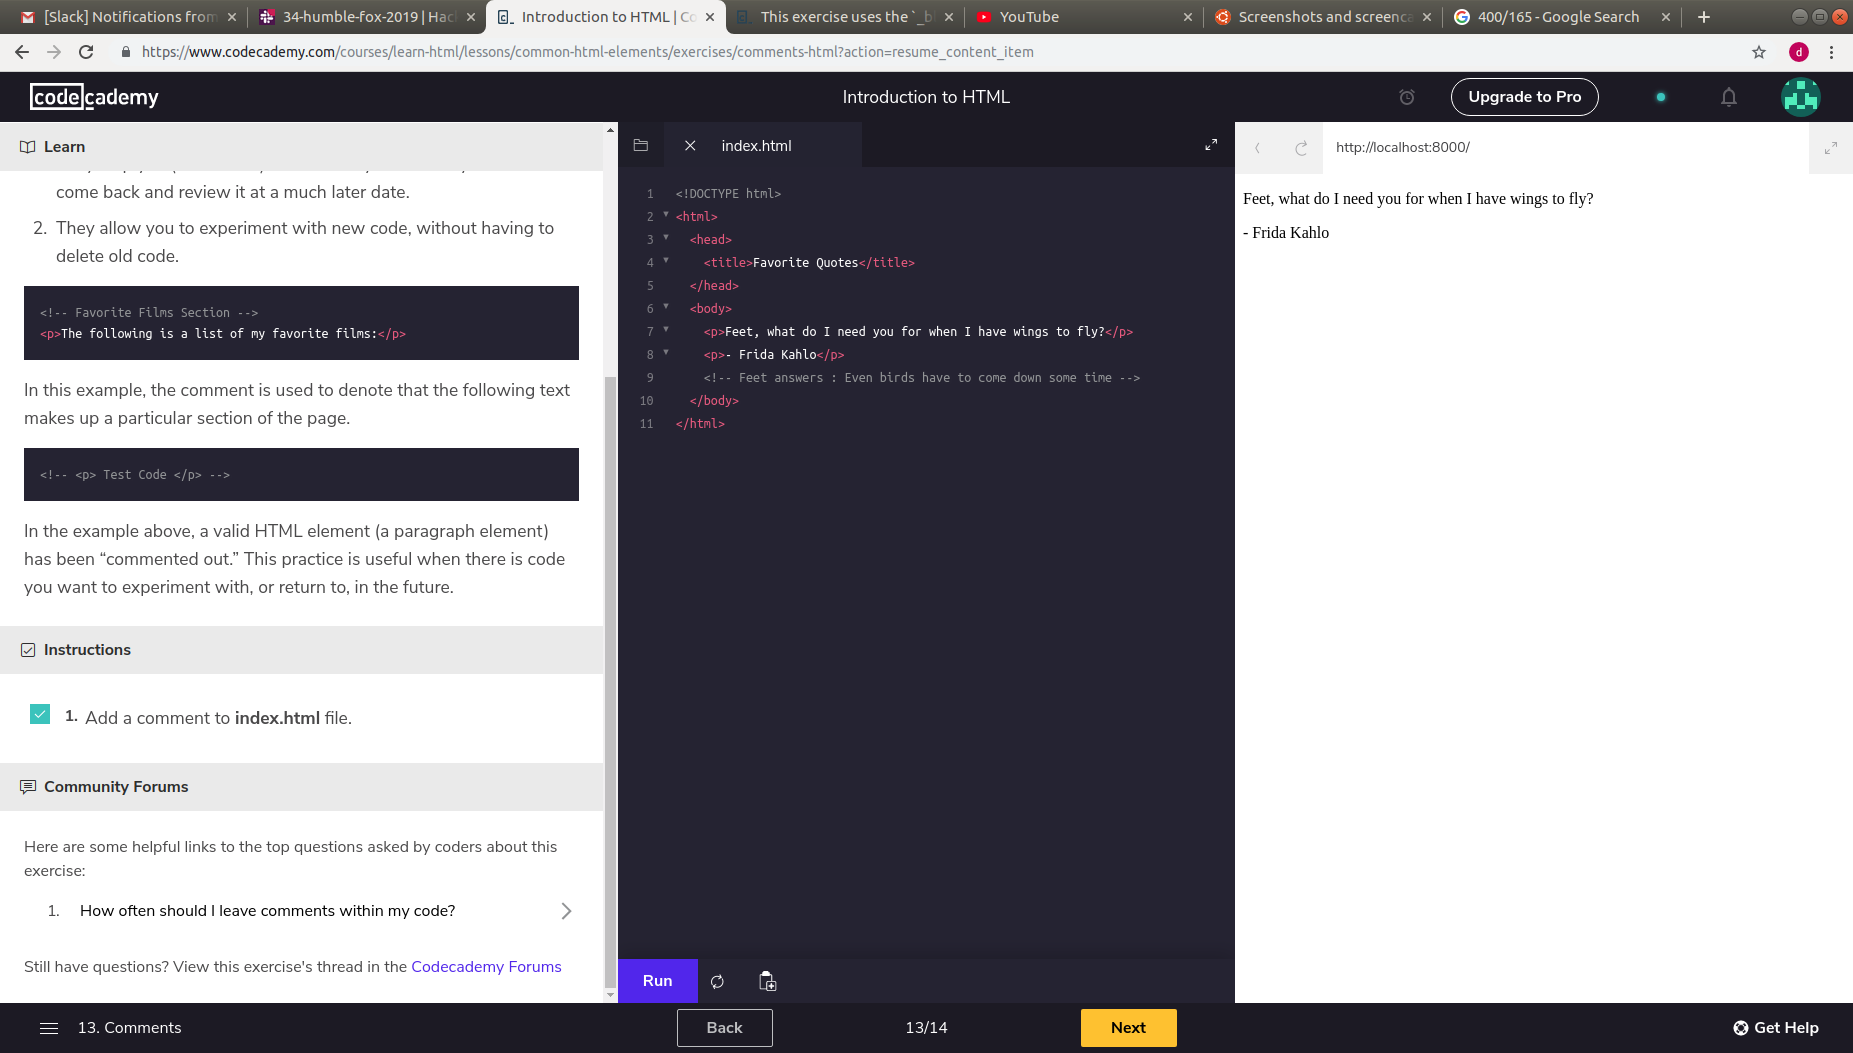 [Slack] Notifications from
34-humble-fox-2019 | Hac
Introduction to HTML | Co
This exercise uses the `_bl
YouTube
Screenshots and screenca
400/165 - Google Search
https://www.codecademy.com/courses/learn-html/lessons/common-html-elements/exercises/comments-html?action=resume_content_item
d
codecademy
Introduction to HTML
Upgrade to Pro
Learn
come back and review it at a much later date.
2. They allow you to experiment with new code, without having to
delete old code.
<!-- Favorite Films Section -->
<p>The following is a list of my favorite films:</p>
In this example, the comment is used to denote that the following text
makes up a particular section of the page.
<!-- <p> Test Code </p> -->
In the example above, a valid HTML element (a paragraph element)
has been “commented out.” This practice is useful when there is code
you want to experiment with, or return to, in the future.
Instructions
1. Add a comment to index.html file.
Community Forums
Here are some helpful links to the top questions asked by coders about this
exercise:
1. How often should I leave comments within my code?
Still have questions? View this exercise's thread in the Codecademy Forums
index.html
1 <!DOCTYPE html>
2 <html>
3 <head>
4 <title>Favorite Quotes</title>
5 </head>
6 <body>
7 <p>Feet, what do I need you for when I have wings to fly?</p>
8 <p>- Frida Kahlo</p>
9 <!-- Feet answers : Even birds have to come down some time -->
10 </body>
11 </html>
Run
http://localhost:8000/
Feet, what do I need you for when I have wings to fly?
- Frida Kahlo
13. Comments
Back
13/14
Next
Get Help